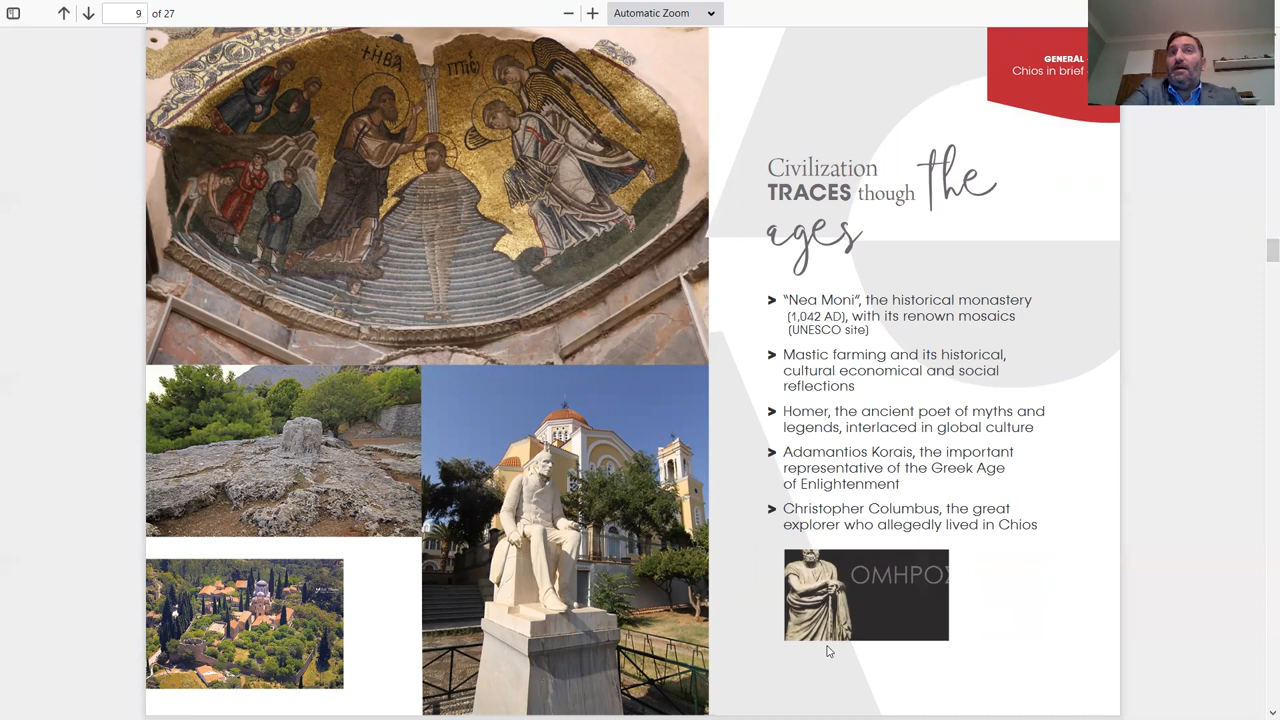 9
of 27
Automatic Zoom
ΗΒΑ
ΠΤΙϹ
GENERAL
Chios in brief
Civilization
TRACES though the
ages
> "Nea Moni", the historical monastery
(1,042 AD), with its renown mosaics
(UNESCO site)
> Mastic farming and its historical,
cultural economical and social
reflections
> Homer, the ancient poet of myths and
legends, interlaced in global culture
> Adamantios Korais, the important
representative of the Greek Age
of Enlightenment
> Christopher Columbus, the great
explorer who allegedly lived in Chios
ΟΜΗΡΟΣ